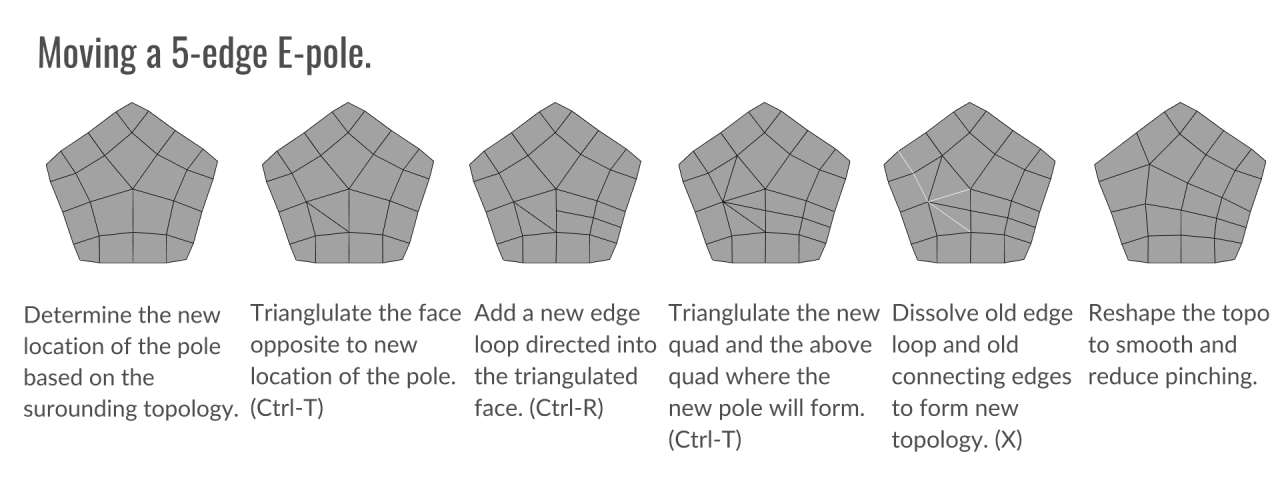 Moving a 5-edge E-pole.
Determine the new
location of the pole
based on the
surounding topology.
Trianglulate the face
opposite to new
location of the pole.
(Ctrl-T)
Add a new edge
loop directed into
the triangulated
face. (Ctrl-R)
Trianglulate the new
quad and the above
quad where the
new pole will form.
(Ctrl-T)
Dissolve old edge
loop and old
connecting edges
to form new
topology. (X)
Reshape the topo
to smooth and
reduce pinching.